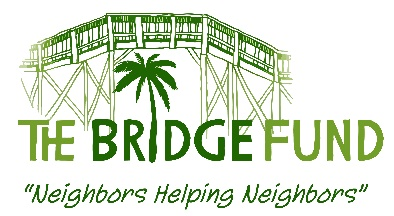 THE BRIDGE FUND
"Neighbors Helping Neighbors"